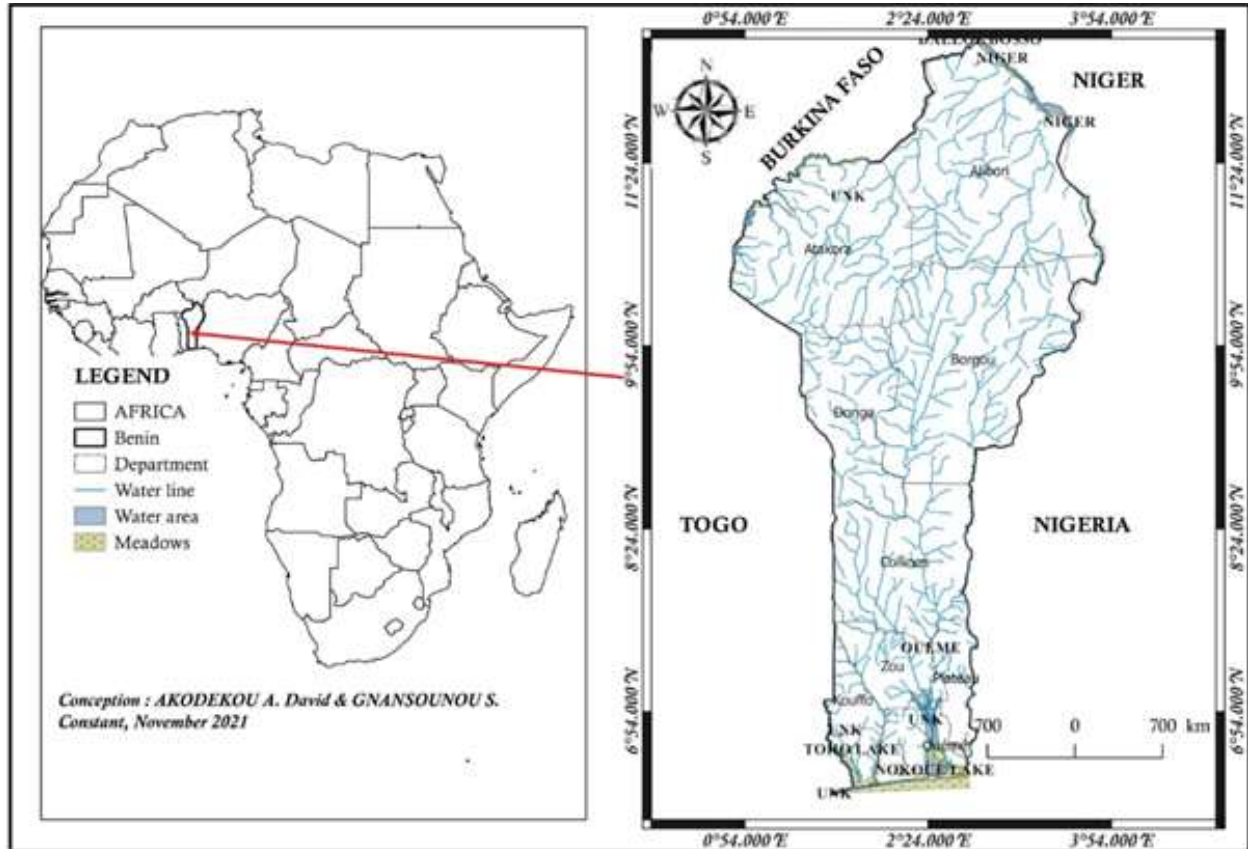 LEGEND
AFRICA
Benin
Department
Water line
Water area
Meadows
Conception : AKODEKOU A. David & GNANSOUNOU S.
Constant, November 2021
0°54.000'E 2°24.000'E 3°54.000'E
N
W E
S
BURKINA FASO
NIGER
NIGER
NIGER
11°24.000'N 11°24.000'N
Alibori
UNK
Atakora
9°54.000'N 9°54.000'N
Borgou
Donga
TOGO
NIGERIA
8°24.000'N 8°24.000'N
Collines
OUEME
Zou
Plateau
Kouffo
6°54.000'N 6°54.000'N
UNK
UNK
700 0 700 km
TOHO LAKE
NOKOUE LAKE
UNK
0°54.000'E 2°24.000'E 3°54.000'E